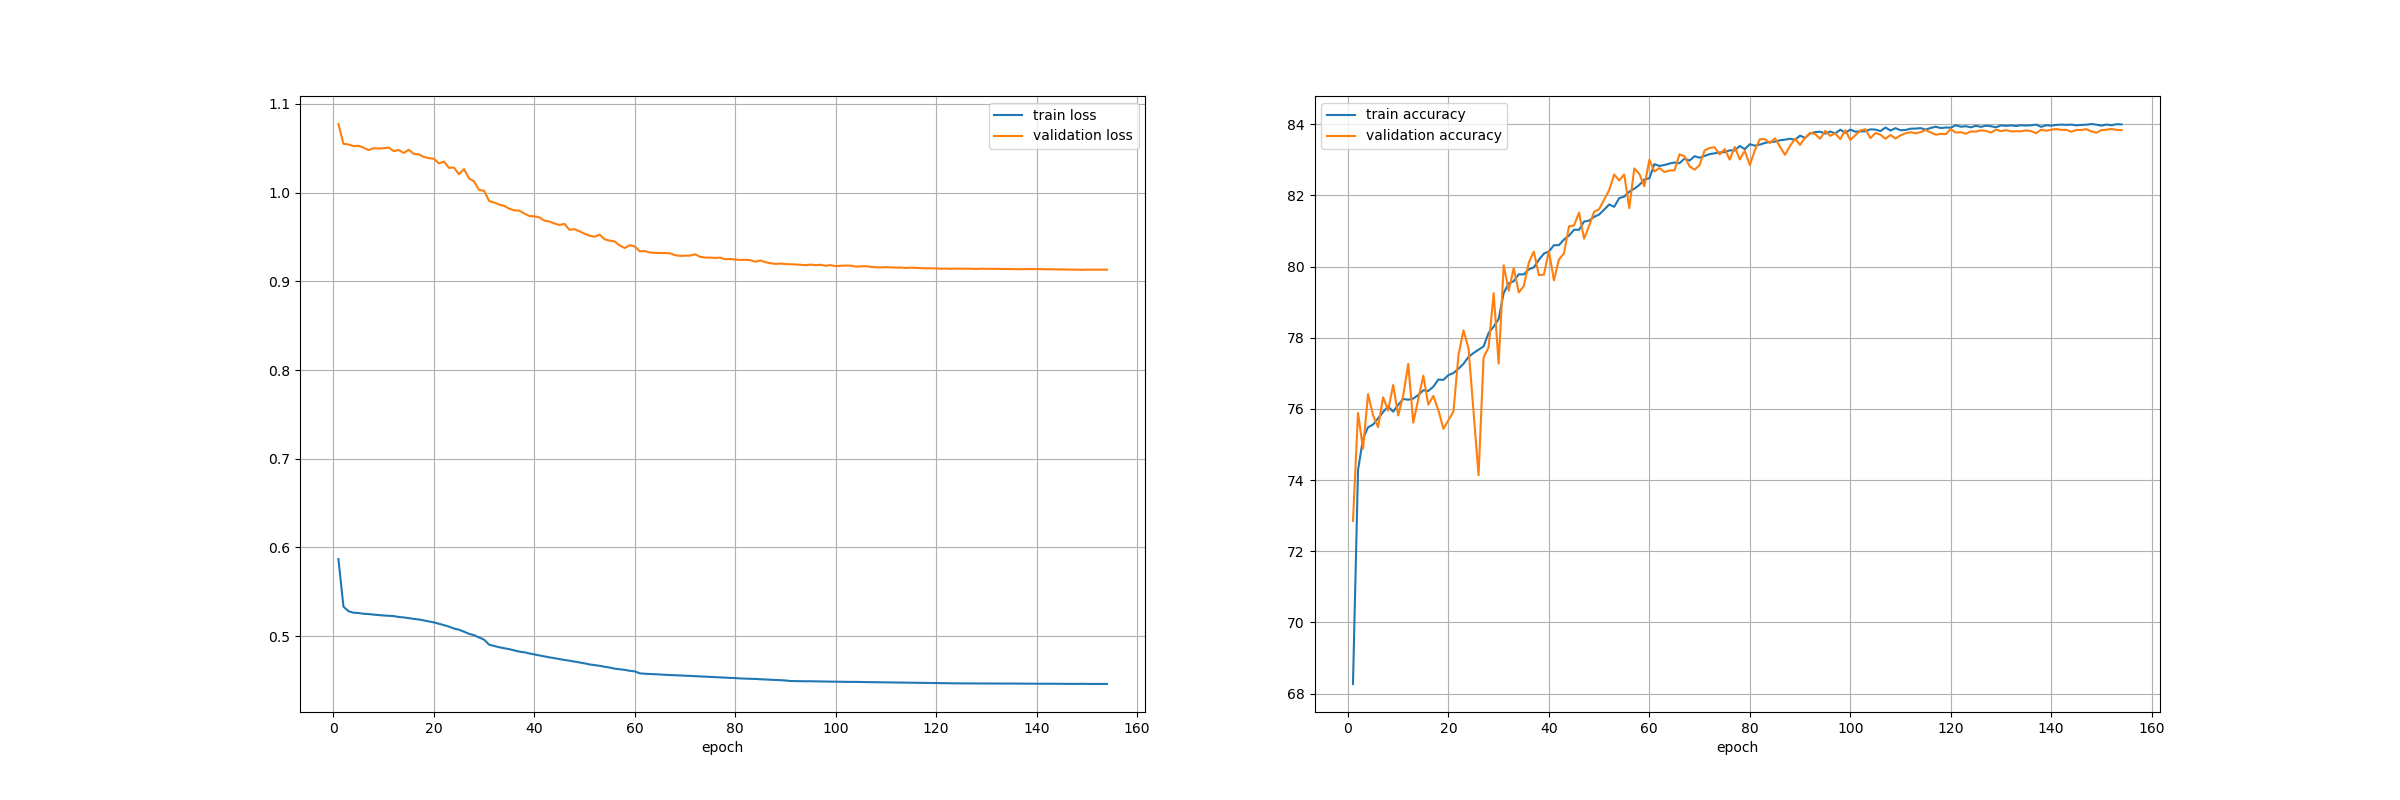 train loss
validation loss
1.1
1.0
0.9
0.8
0.7
0.6
0.5
0 20 40 60 80 100 120 140 160
epoch
train accuracy
validation accuracy
84
82
80
78
76
74
72
70
68
0 20 40 60 80 100 120 140 160
epoch